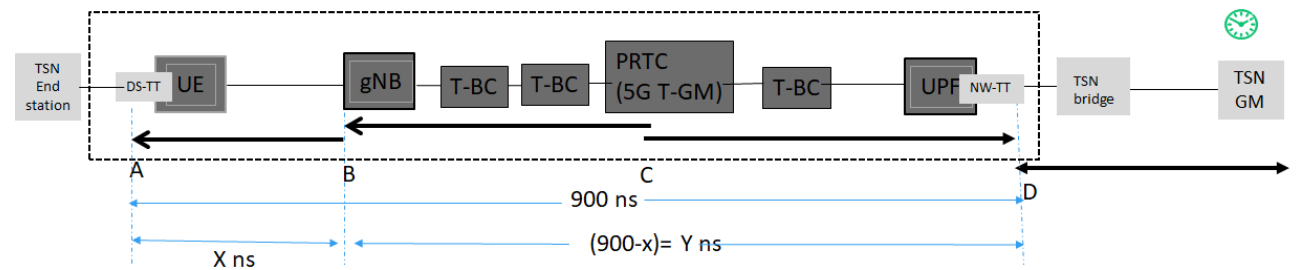 TSN
End
station
DS-TT
UE
gNB
T-BC
T-BC
PRTC
(5G T-GM)
T-BC
UPF
NW-TT
TSN
bridge
TSN
GM
A
B
C
D
900 ns
X ns
(900-x)= Y ns